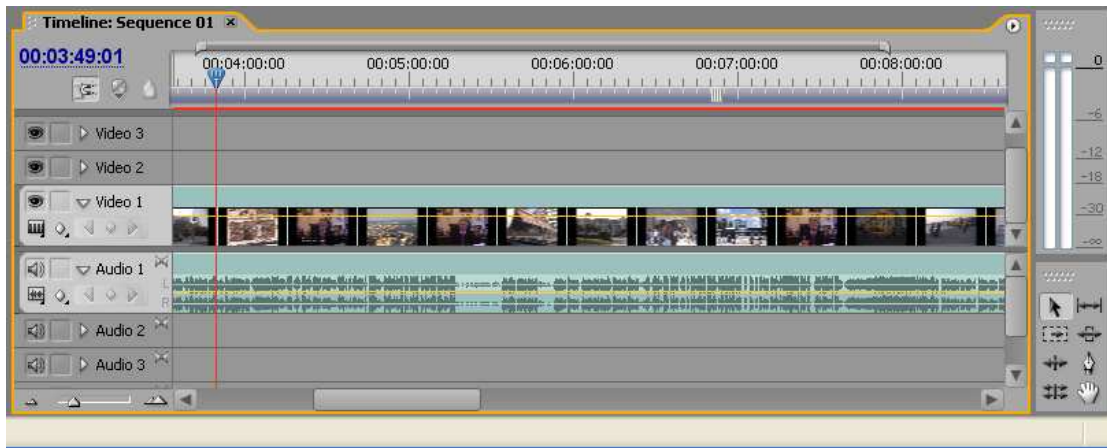 Timeline: Sequence 01 ×
00:03:49:01
00:04:00:00 00:05:00:00 00:06:00:00 00:07:00:00 00:08:00:00
Video 3
Video 2
Video 1
Audio 1
L
R
Audio 2
Audio 3
0
-6
-12
-18
-30
-∞